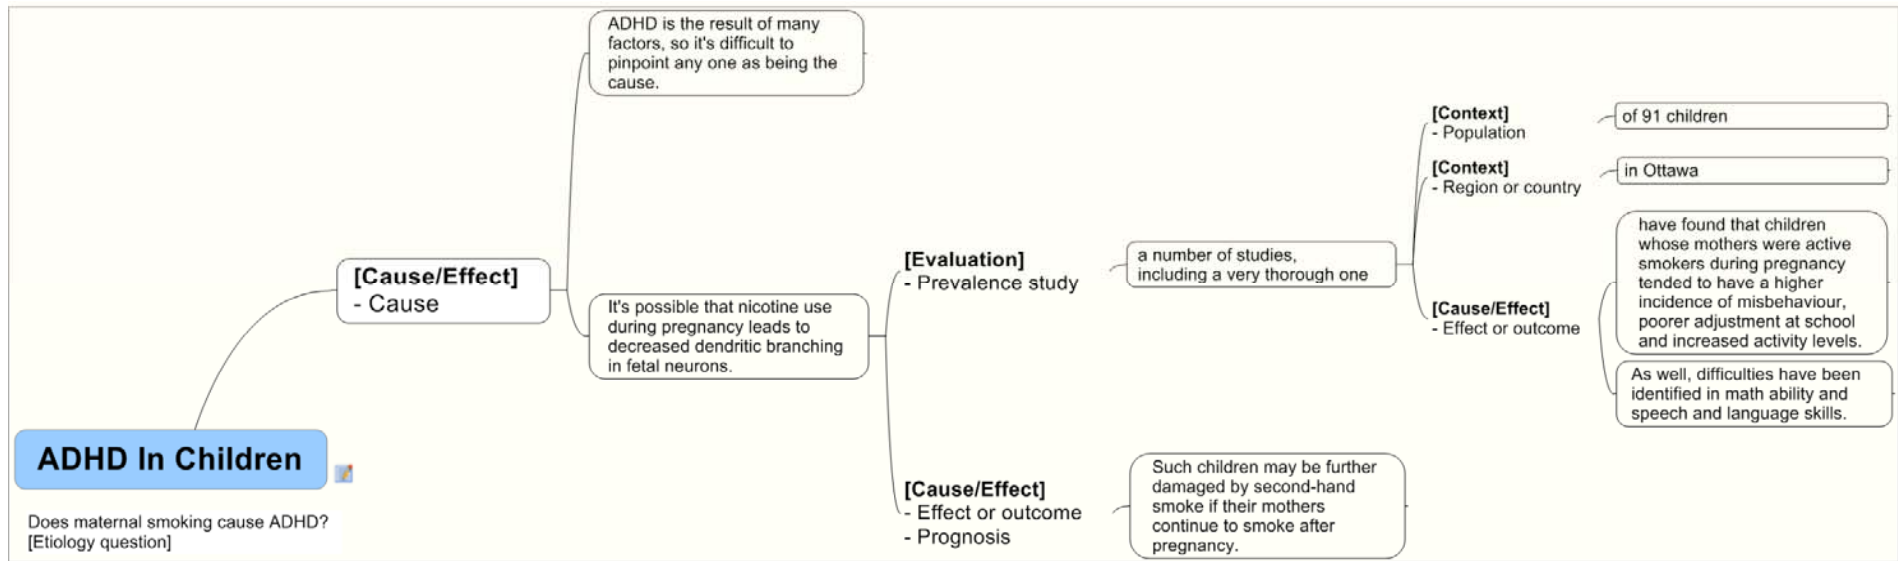 ADHD is the result of many
factors, so it's difficult to
pinpoint any one as being the
cause.
[Context]
- Population
of 91 children
[Context]
- Region or country
in Ottawa
[Cause/Effect]
- Cause
[Evaluation]
- Prevalence study
a number of studies,
including a very thorough one
have found that children
whose mothers were active
smokers during pregnancy
tended to have a higher
incidence of misbehaviour,
poorer adjustment at school
and increased activity levels.
[Cause/Effect]
- Effect or outcome
It's possible that nicotine use
during pregnancy leads to
decreased dendritic branching
in fetal neurons.
As well, difficulties have been
identified in math ability and
speech and language skills.
ADHD In Children
[Cause/Effect]
- Effect or outcome
- Prognosis
Such children may be further
damaged by second-hand
smoke if their mothers
continue to smoke after
pregnancy.
Does maternal smoking cause ADHD?
[Etiology question]